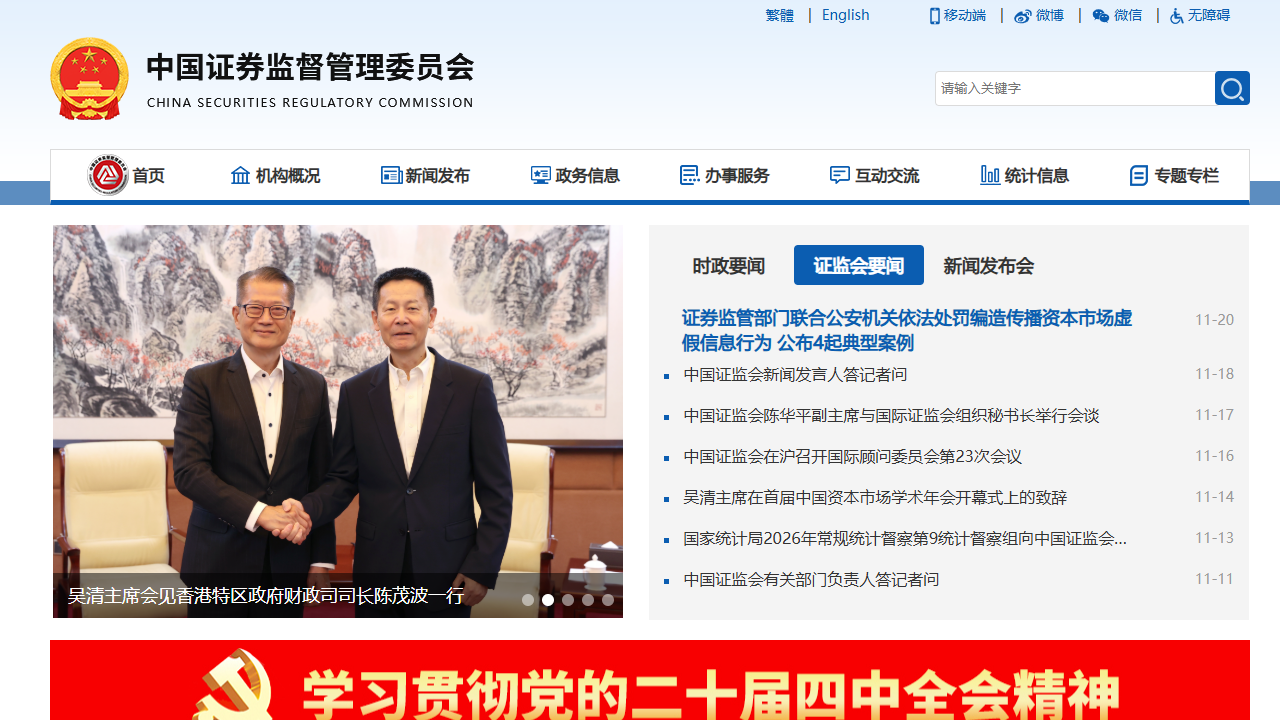 繁體 | English
移动端 | 微博 | 微信 | 无障碍
中国证券监督管理委员会
CHINA SECURITIES REGULATORY COMMISSION
请输入关键字
首页 机构概况 新闻发布 政务信息 办事服务 互动交流 统计信息 专题专栏
吴清主席会见香港特区政府财政司司长陈茂波一行
时政要闻 证监会要闻 新闻发布会
证券监管部门联合公安机关依法处罚编造传播资本市场虚 11-20
假信息行为 公布4起典型案例
中国证监会新闻发言人答记者问 11-18
中国证监会陈华平副主席与国际证监会组织秘书长举行会谈 11-17
中国证监会在沪召开国际顾问委员会第23次会议 11-16
吴清主席在首届中国资本市场学术年会开幕式上的致辞 11-14
国家统计局2026年常规统计督察第9统计督察组向中国证监会... 11-13
中国证监会有关部门负责人答记者问 11-11
学习贯彻党的二十届四中全会精神